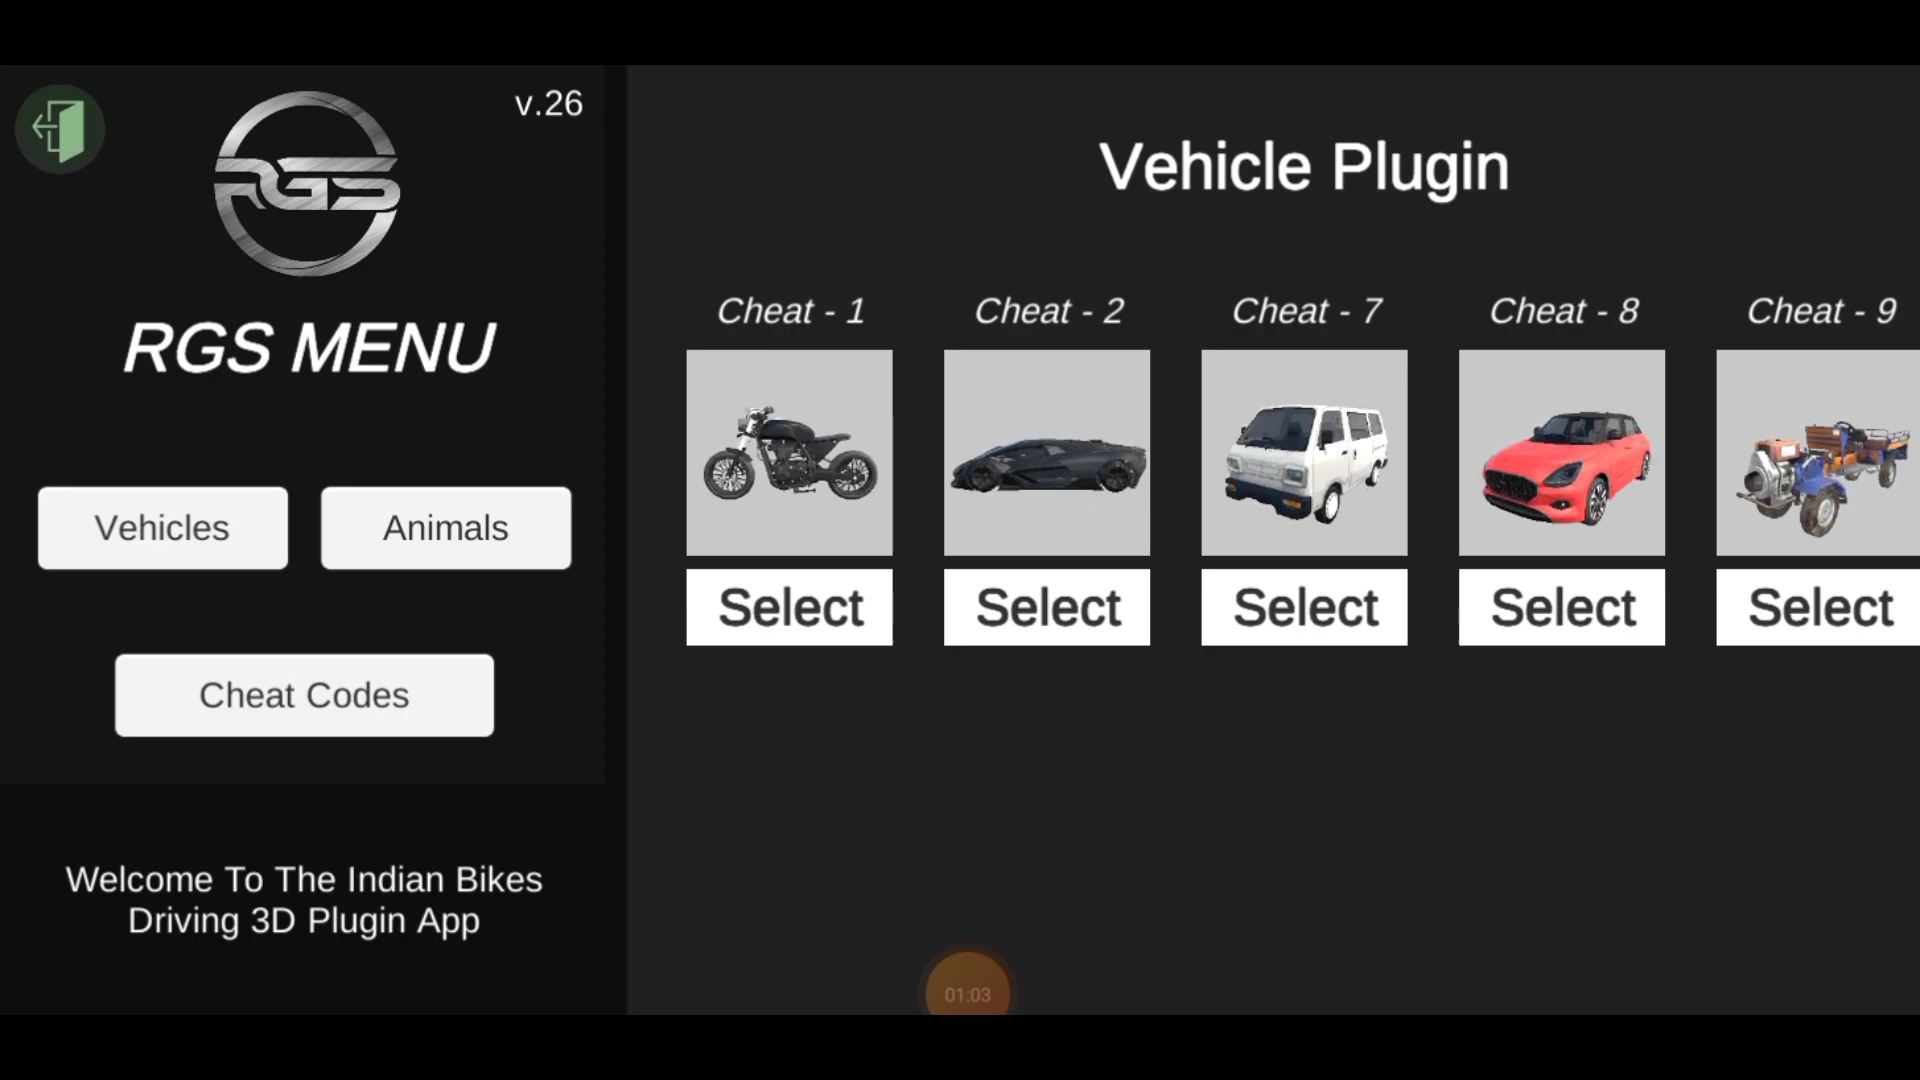 v.26
RGS
RGS MENU
Vehicles
Animals
Cheat Codes
Welcome To The Indian Bikes
Driving 3D Plugin App
Vehicle Plugin
Cheat - 1
Cheat - 2
Cheat - 7
Cheat - 8
Cheat - 9
Select
Select
Select
Select
Select
01:03